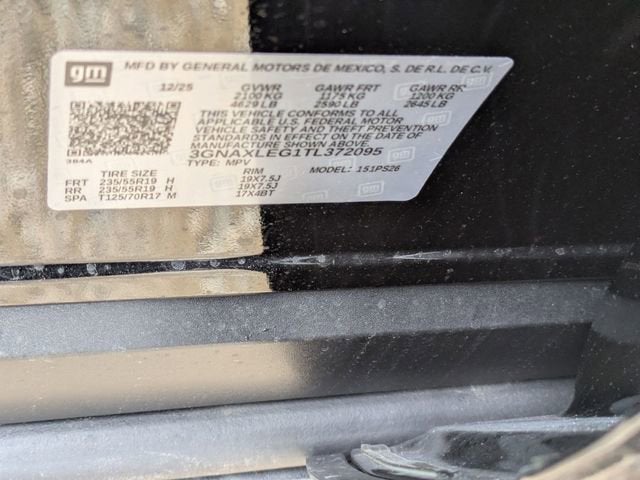 gm
MFD BY GENERAL MOTORS DE MEXICO, S. DE R.L. DE C.V.
12/25 GVWR GAWR FRT GAWR RR
2100 KG 1175 KG 1200 KG
4629 LB 2590 LB 2645 LB
THIS VEHICLE CONFORMS TO ALL
APPLICABLE U.S. FEDERAL MOTOR
VEHICLE SAFETY AND THEFT
PREVENTION STANDARDS IN
EFFECT ON THE DATE OF
MANUFACTURE SHOWN ABOVE.
384A 3GNAXLEG1TL372095
TYPE: MPV MODEL: 151PS26
TIRE SIZE RIM
FRT 235/55R19 H 19X7.5J
RR 235/55R19 H 19X7.5J
SPA T125/70R17 M 17X4BT